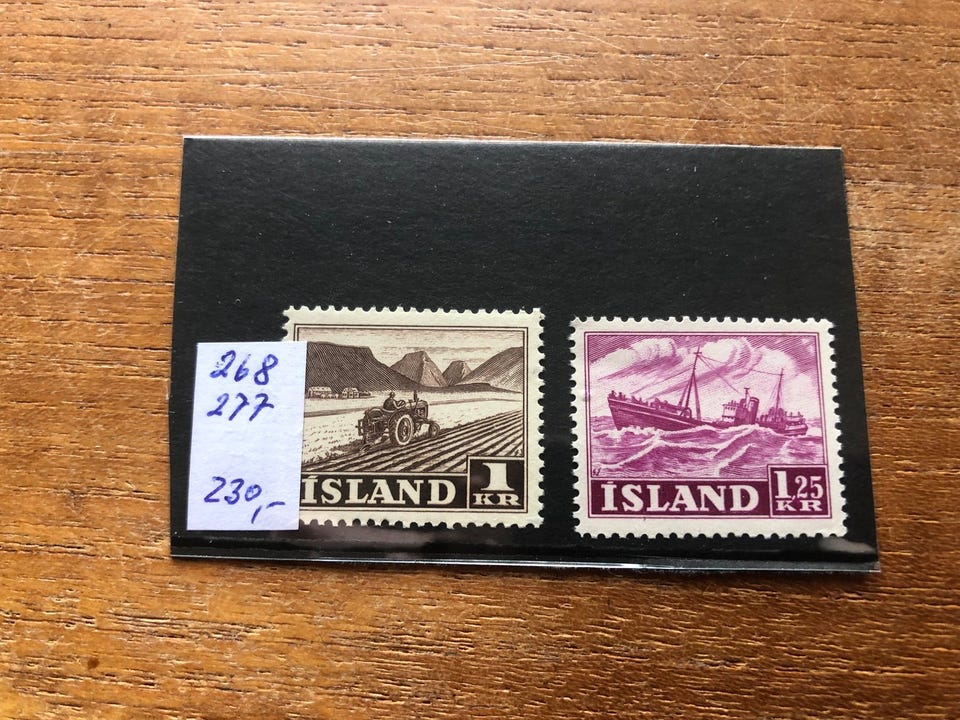 268
277
230,-
ÍSLAND 1 KR
ÍSLAND 1,25 KR